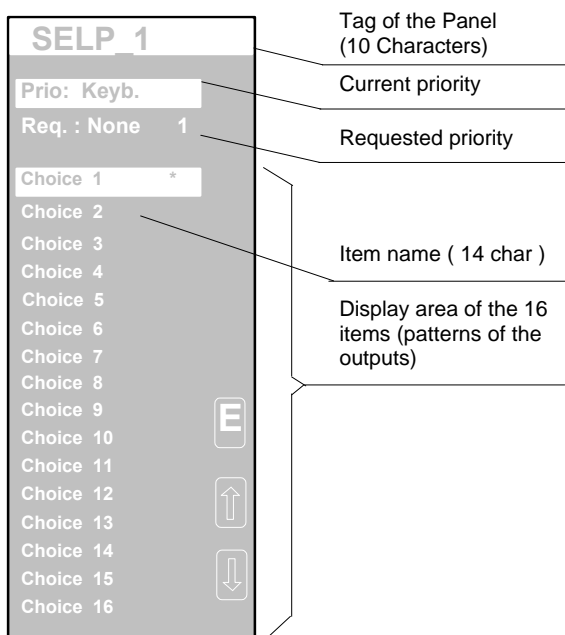 SELP_1
Prio: Keyb.
Req. : None 1
Choice 1 *
Choice 2
Choice 3
Choice 4
Choice 5
Choice 6
Choice 7
Choice 8
Choice 9
Choice 10
Choice 11
Choice 12
Choice 13
Choice 14
Choice 15
Choice 16
E
Tag of the Panel
(10 Characters)
Current priority
Requested priority
Item name ( 14 char )
Display area of the 16
items (patterns of the
outputs)